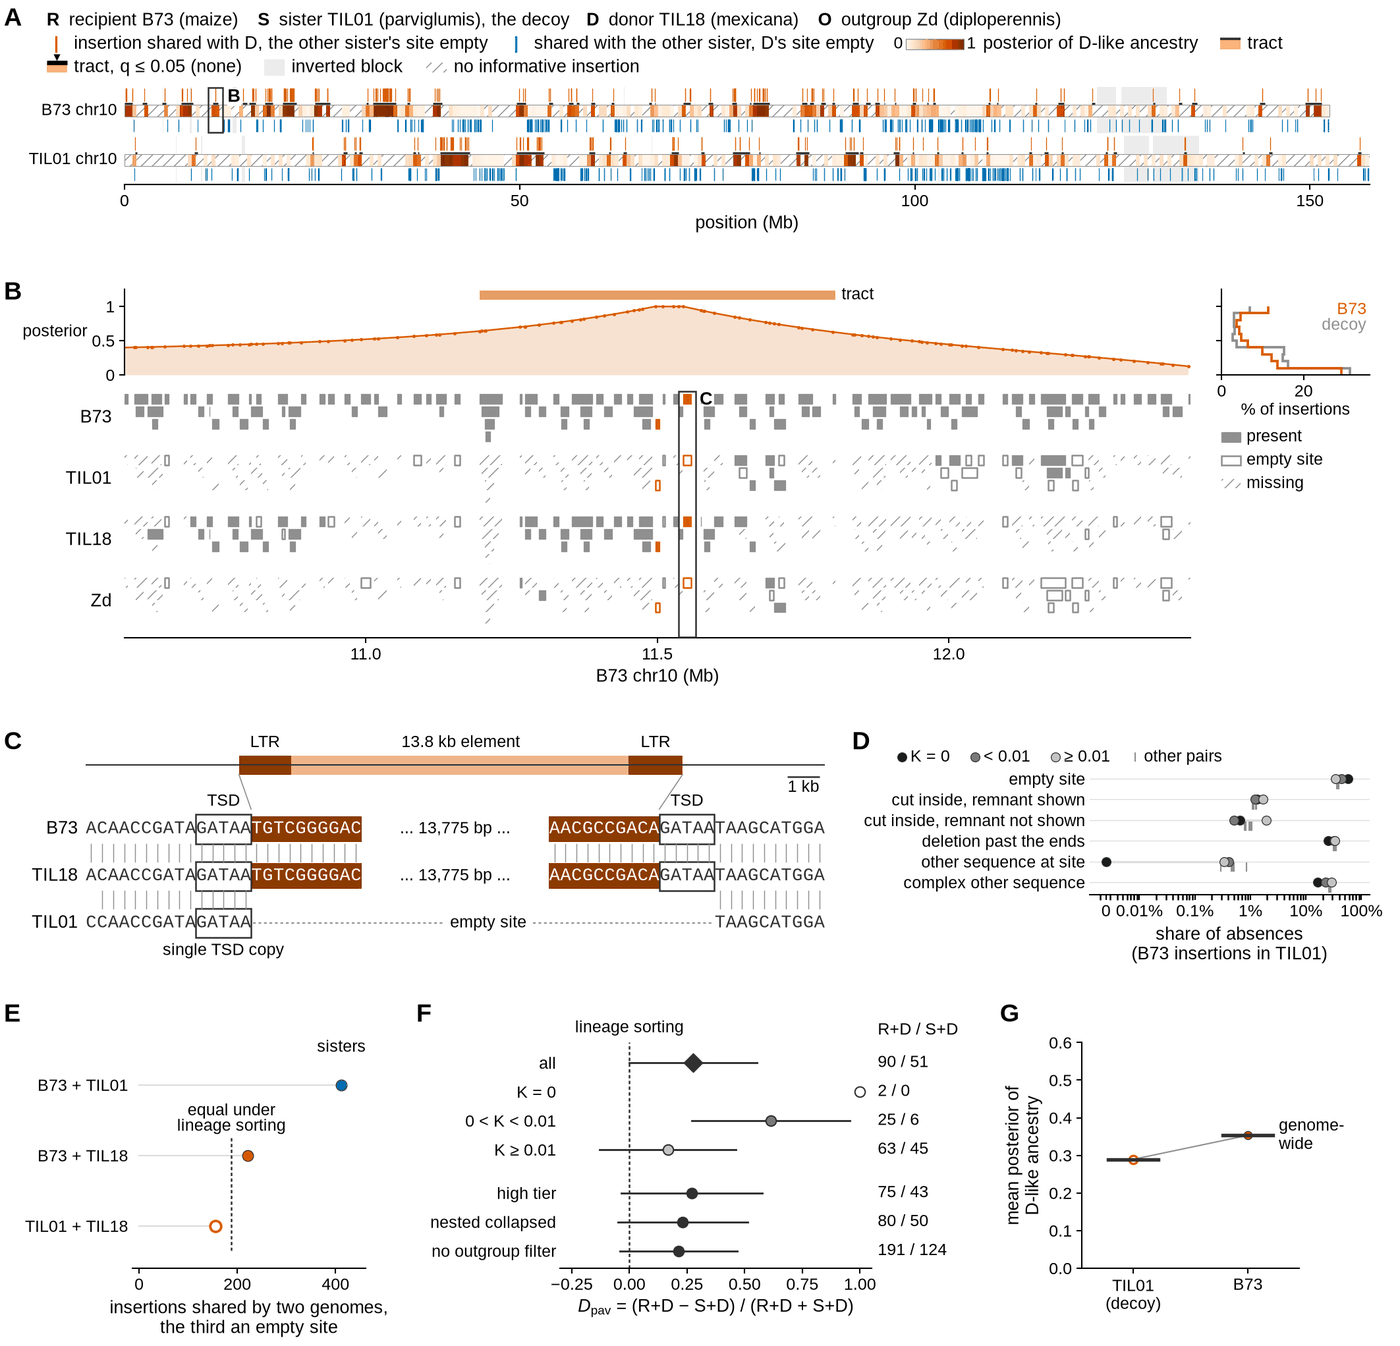 A
R recipient B73 (maize) S sister TIL01 (parviglumis), the decoy D donor TIL18 (mexicana) O outgroup Zd (diploperennis)
insertion shared with D, the other sister's site empty shared with the other sister, D's site empty 0 1 posterior of D-like ancestry tract
tract, q ≤ 0.05 (none) inverted block no informative insertion
B
B73 chr10
TIL01 chr10
0 50 100 150
position (Mb)
B
tract
1
posterior 0.5
0
B73
decoy
0 20
% of insertions
present
empty site
missing
C
B73
TIL01
TIL18
Zd
11.0 11.5 12.0
B73 chr10 (Mb)
C
LTR 13.8 kb element LTR
1 kb
TSD TSD
B73 ACAACCGATAGATAATGTCGGGGAC ... 13,775 bp ... AACGCCGACAGATAATAAGCATGGA
TIL18 ACAACCGATAGATAATGTCGGGGAC ... 13,775 bp ... AACGCCGACAGATAATAAGCATGGA
TIL01 CCAACCGATAGATAA empty site TAAGCATGGA
single TSD copy
D
K = 0 < 0.01 ≥ 0.01 other pairs
empty site
cut inside, remnant shown
cut inside, remnant not shown
deletion past the ends
other sequence at site
complex other sequence
0 0.01% 0.1% 1% 10% 100%
share of absences
(B73 insertions in TIL01)
E
sisters
B73 + TIL01
equal under
lineage sorting
B73 + TIL18
TIL01 + TIL18
0 200 400
insertions shared by two genomes,
the third an empty site
F
lineage sorting R+D / S+D
all 90 / 51
K = 0 2 / 0
0 < K < 0.01 25 / 6
K ≥ 0.01 63 / 45
high tier 75 / 43
nested collapsed 80 / 50
no outgroup filter 191 / 124
−0.25 0.00 0.25 0.50 0.75 1.00
Dpav = (R+D − S+D) / (R+D + S+D)
G
mean posterior of
D-like ancestry
0.6
0.5
0.4
0.3
0.2
0.1
0.0
genome-
wide
TIL01
(decoy)
B73